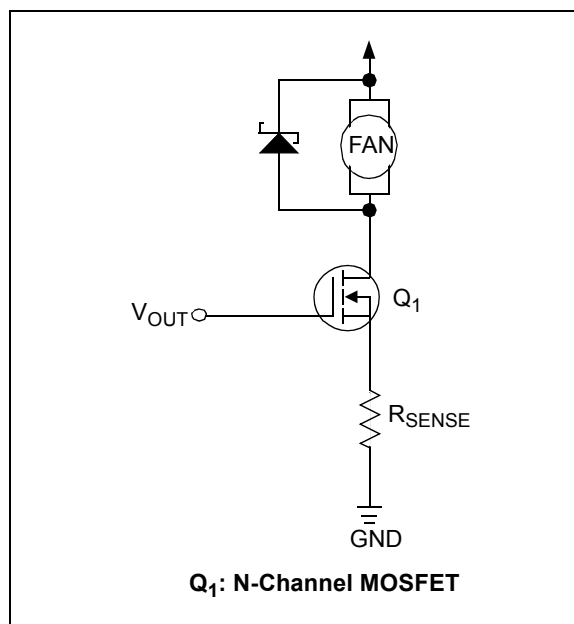 FAN
Q1
VOUT
RSENSE
GND
Q1: N-Channel MOSFET